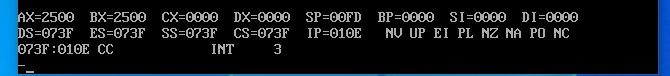 AX=2500  BX=2500  CX=0000  DX=0000  SP=00FD  BP=0000  SI=0000  DI=0000
DS=073F  ES=073F  SS=073F  CS=073F  IP=010E   NV UP EI PL NZ NA PO NC
073F:010E CC            INT     3
-_